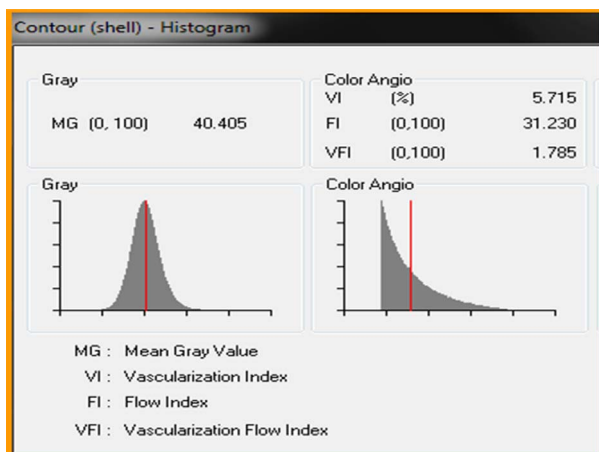 Contour (shell) - Histogram
Gray
MG (0, 100) 40.405
Color Angio
VI (%) 5.715
FI (0,100) 31.230
VFI (0,100) 1.785
Gray
Color Angio
MG : Mean Gray Value
VI : Vascularization Index
FI : Flow Index
VFI : Vascularization Flow Index